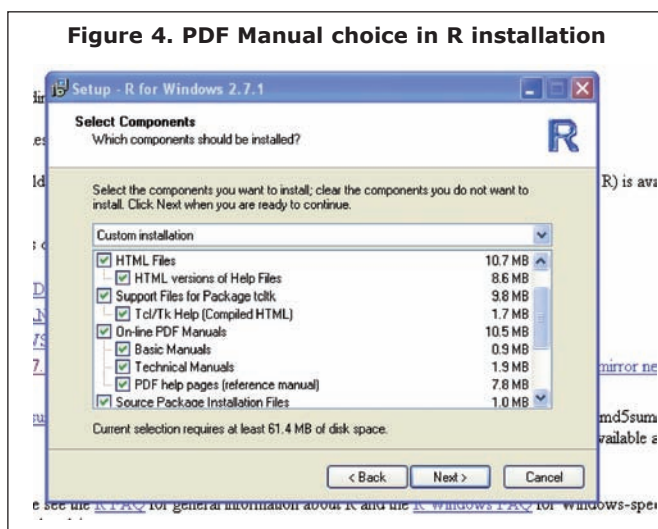 Figure 4. PDF Manual choice in R installation
Setup - R for Windows 2.7.1
Select Components
Which components should be installed?
R
R) is ava
Select the components you want to install; clear the components you do not want to
install. Click Next when you are ready to continue.
Custom installation
HTML Files 10.7 MB
HTML versions of Help Files 8.6 MB
Support Files for Package tcltk 9.8 MB
Tcl/Tk Help (Compiled HTML) 1.7 MB
On-line PDF Manuals 10.5 MB
Basic Manuals 0.9 MB
Technical Manuals 1.9 MB
mirror ne
PDF help pages (reference manual) 7.8 MB
Source Package Installation Files 1.0 MB
md5sum
Current selection requires at least 61.4 MB of disk space.
vailable a
< Back Next > Cancel
e see the R FAQ for general information about R and the R Windows FAQ for Windows-spe